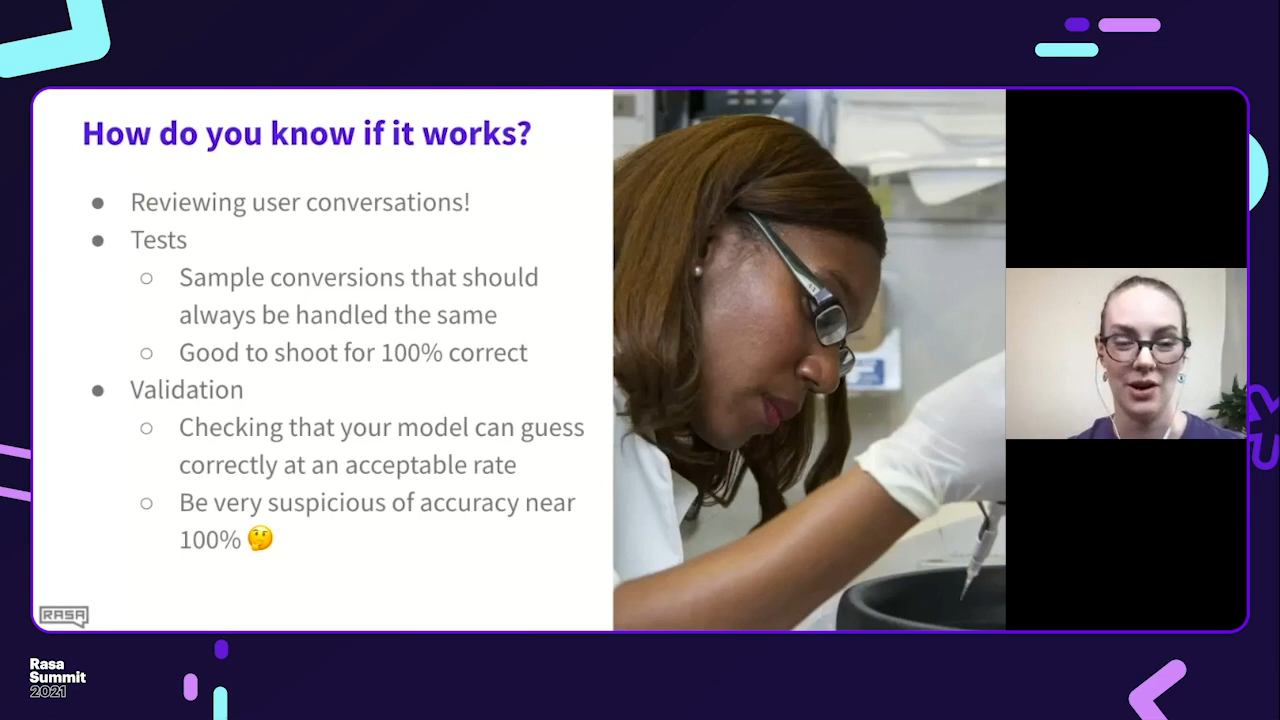 How do you know if it works?
● Reviewing user conversations!
● Tests
○ Sample conversions that should
always be handled the same
○ Good to shoot for 100% correct
● Validation
○ Checking that your model can guess
correctly at an acceptable rate
○ Be very suspicious of accuracy near
100% 🤔
RASA
Rasa
Summit
2021